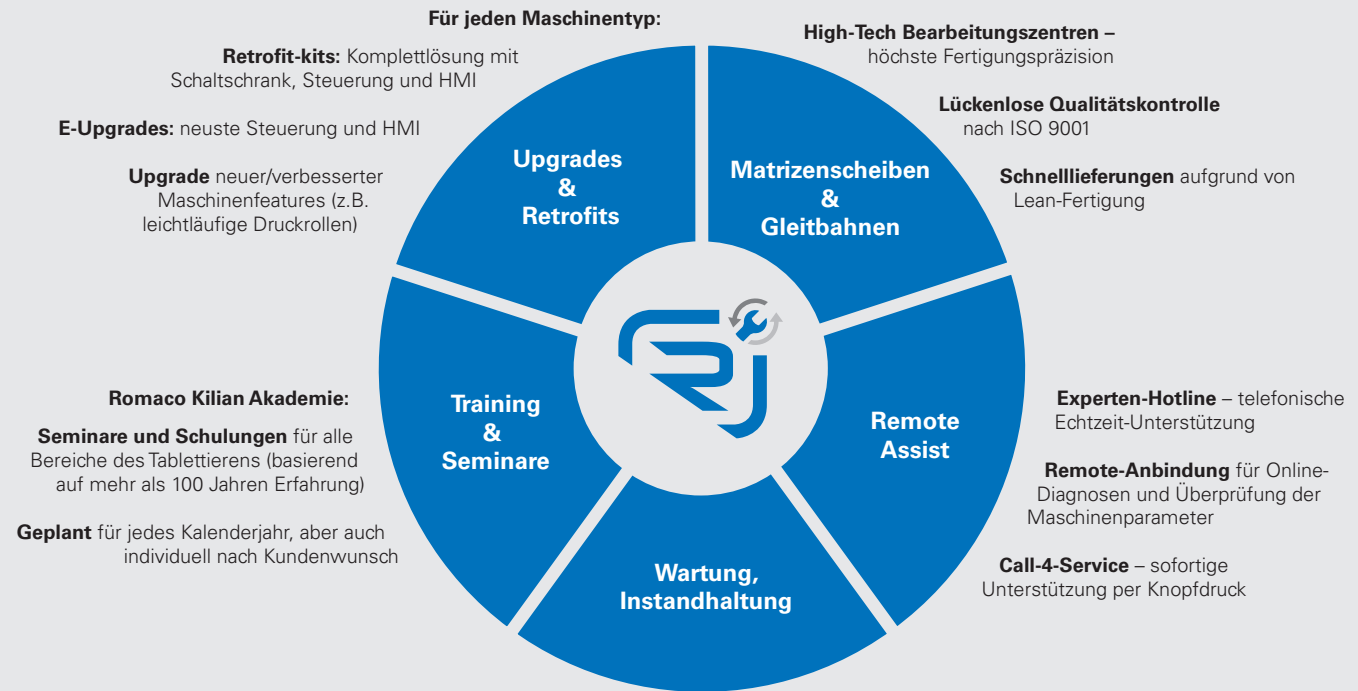 Für jeden Maschinentyp:
Retrofit-kits: Komplettlösung mit
Schaltschrank, Steuerung und HMI
E-Upgrades: neuste Steuerung und HMI
Upgrade neuer/verbesserter
Maschinenfeatures (z.B.
leichtläufige Druckrollen)
Upgrades
&
Retrofits
High-Tech Bearbeitungszentren –
höchste Fertigungspräzision
Lückenlose Qualitätskontrolle
nach ISO 9001
Schnelllieferungen aufgrund von
Lean-Fertigung
Matrizenscheiben
&
Gleitbahnen
Romaco Kilian Akademie:
Seminare und Schulungen für alle
Bereiche des Tablettierens (basierend
auf mehr als 100 Jahren Erfahrung)
Geplant für jedes Kalenderjahr, aber auch
individuell nach Kundenwunsch
Training
&
Seminare
Remote
Assist
Experten-Hotline – telefonische
Echtzeit-Unterstützung
Remote-Anbindung für Online-
Diagnosen und Überprüfung der
Maschinenparameter
Call-4-Service – sofortige
Unterstützung per Knopfdruck
Wartung,
Instandhaltung